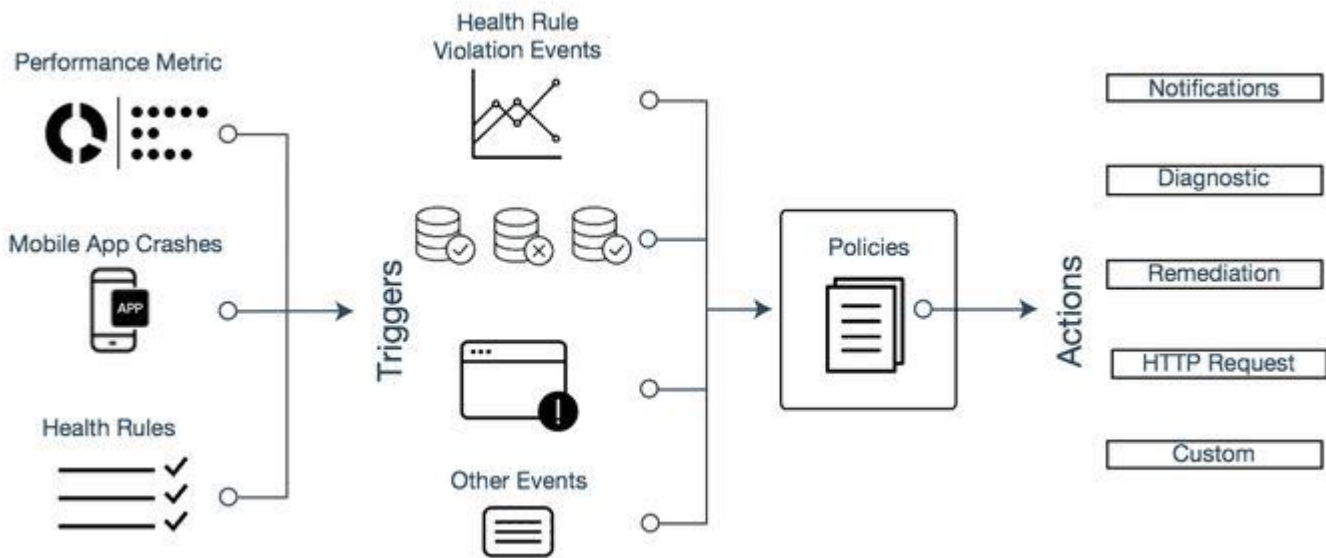 Performance Metric
Mobile App Crashes
APP
Health Rules
Triggers
Health Rule
Violation Events
Other Events
Policies
Actions
Notifications
Diagnostic
Remediation
HTTP Request
Custom